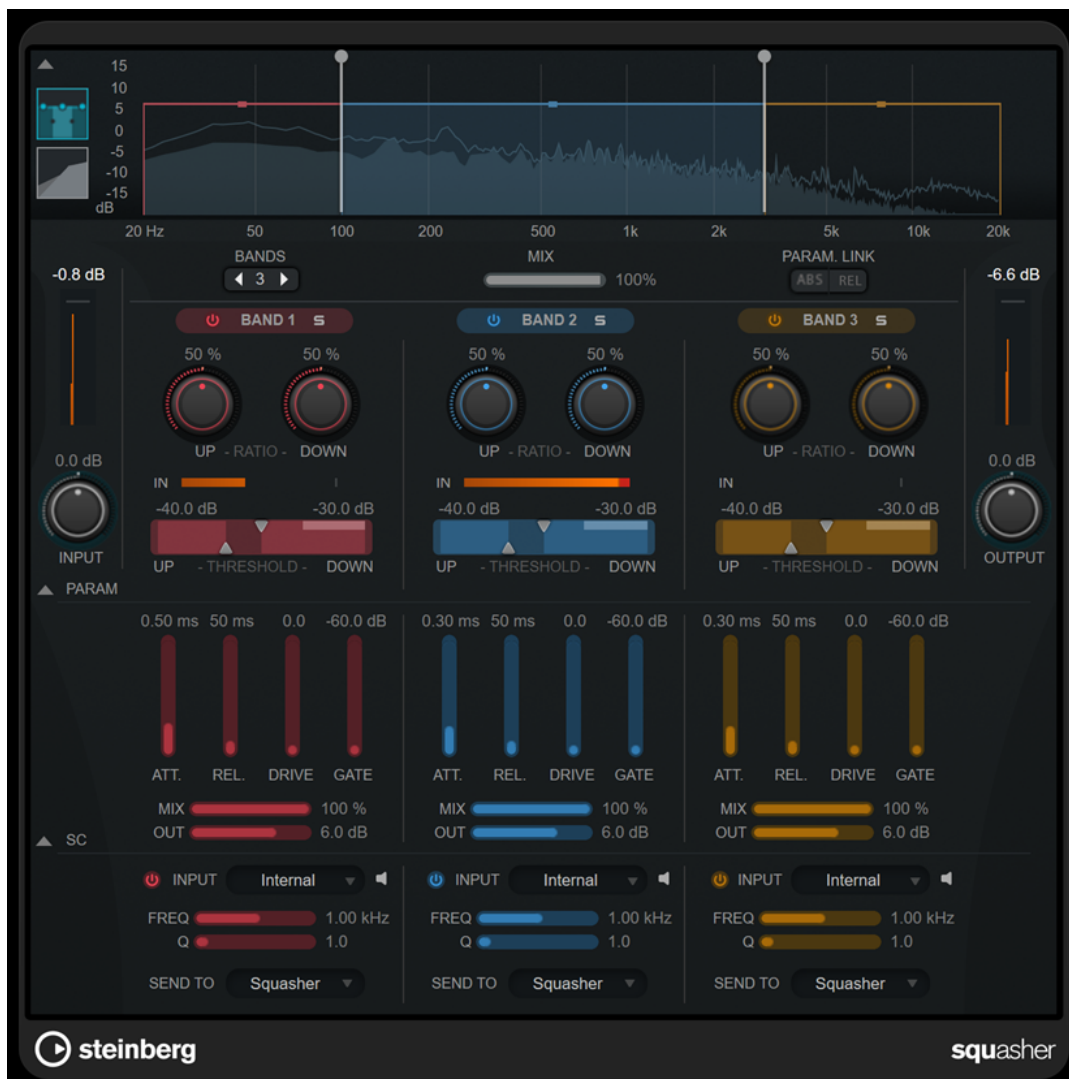 15
10
5
0
-5
-10
-15
dB
20 Hz 50 100 200 500 1k 2k 5k 10k 20k
BANDS MIX PARAM. LINK
-0.8 dB 3 100% ABS REL -6.6 dB
BAND 1 S BAND 2 S BAND 3 S
50 % 50 % 50 % 50 % 50 % 50 %
UP - RATIO - DOWN UP - RATIO - DOWN UP - RATIO - DOWN
0.0 dB 0.0 dB
IN IN IN
-40.0 dB -30.0 dB -40.0 dB -30.0 dB -40.0 dB -30.0 dB
INPUT OUTPUT
UP - THRESHOLD - DOWN UP - THRESHOLD - DOWN UP - THRESHOLD - DOWN
PARAM
0.50 ms 50 ms 0.0 -60.0 dB 0.30 ms 50 ms 0.0 -60.0 dB 0.30 ms 50 ms 0.0 -60.0 dB
ATT. REL. DRIVE GATE ATT. REL. DRIVE GATE ATT. REL. DRIVE GATE
MIX 100 % MIX 100 % MIX 100 %
OUT 6.0 dB OUT 6.0 dB OUT 6.0 dB
SC
INPUT Internal INPUT Internal INPUT Internal
FREQ 1.00 kHz FREQ 1.00 kHz FREQ 1.00 kHz
Q 1.0 Q 1.0 Q 1.0
SEND TO Squasher SEND TO Squasher SEND TO Squasher
steinberg squasher